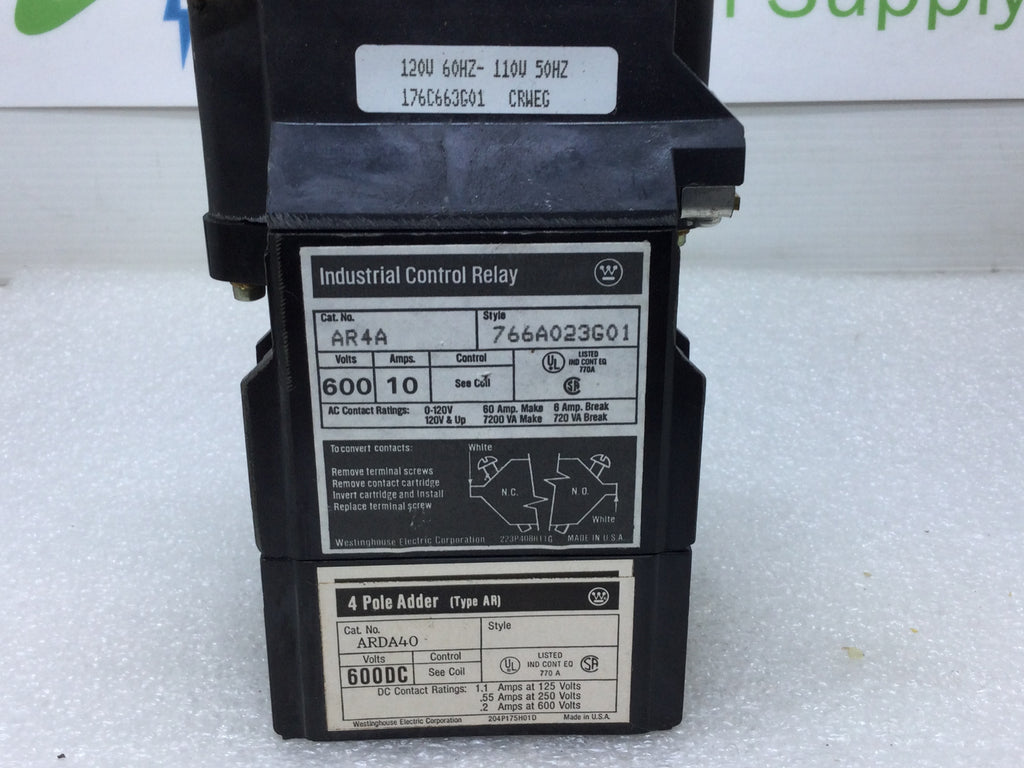 Supply
120V 60HZ- 110V 50HZ
176C663G01 CRWEG
Industrial Control Relay
W
Cat. No.
AR4A
Style
766A023G01
Volts
600
Amps.
10
Control
See Coil
UL
LISTED
IND CONT EQ
770A
SA
AC Contact Ratings: 0-120V 60 Amp. Make 6 Amp. Break
120V & Up 7200 VA Make 720 VA Break
To convert contacts:
Remove terminal screws
Remove contact cartridge
Invert cartridge and install
Replace terminal screw
White
N.C.
N.O.
White
Westinghouse Electric Corporation MADE IN U.S.A.
4 Pole Adder (Type AR)
W
Cat. No.
ARDA40
Style
Volts
600DC
Control
See Coil
UL
LISTED
IND CONT EQ
770 A
SA
DC Contact Ratings: 1.1 Amps at 125 Volts
.55 Amps at 250 Volts
.2 Amps at 600 Volts
Westinghouse Electric Corporation 204P175H01D Made in U.S.A.